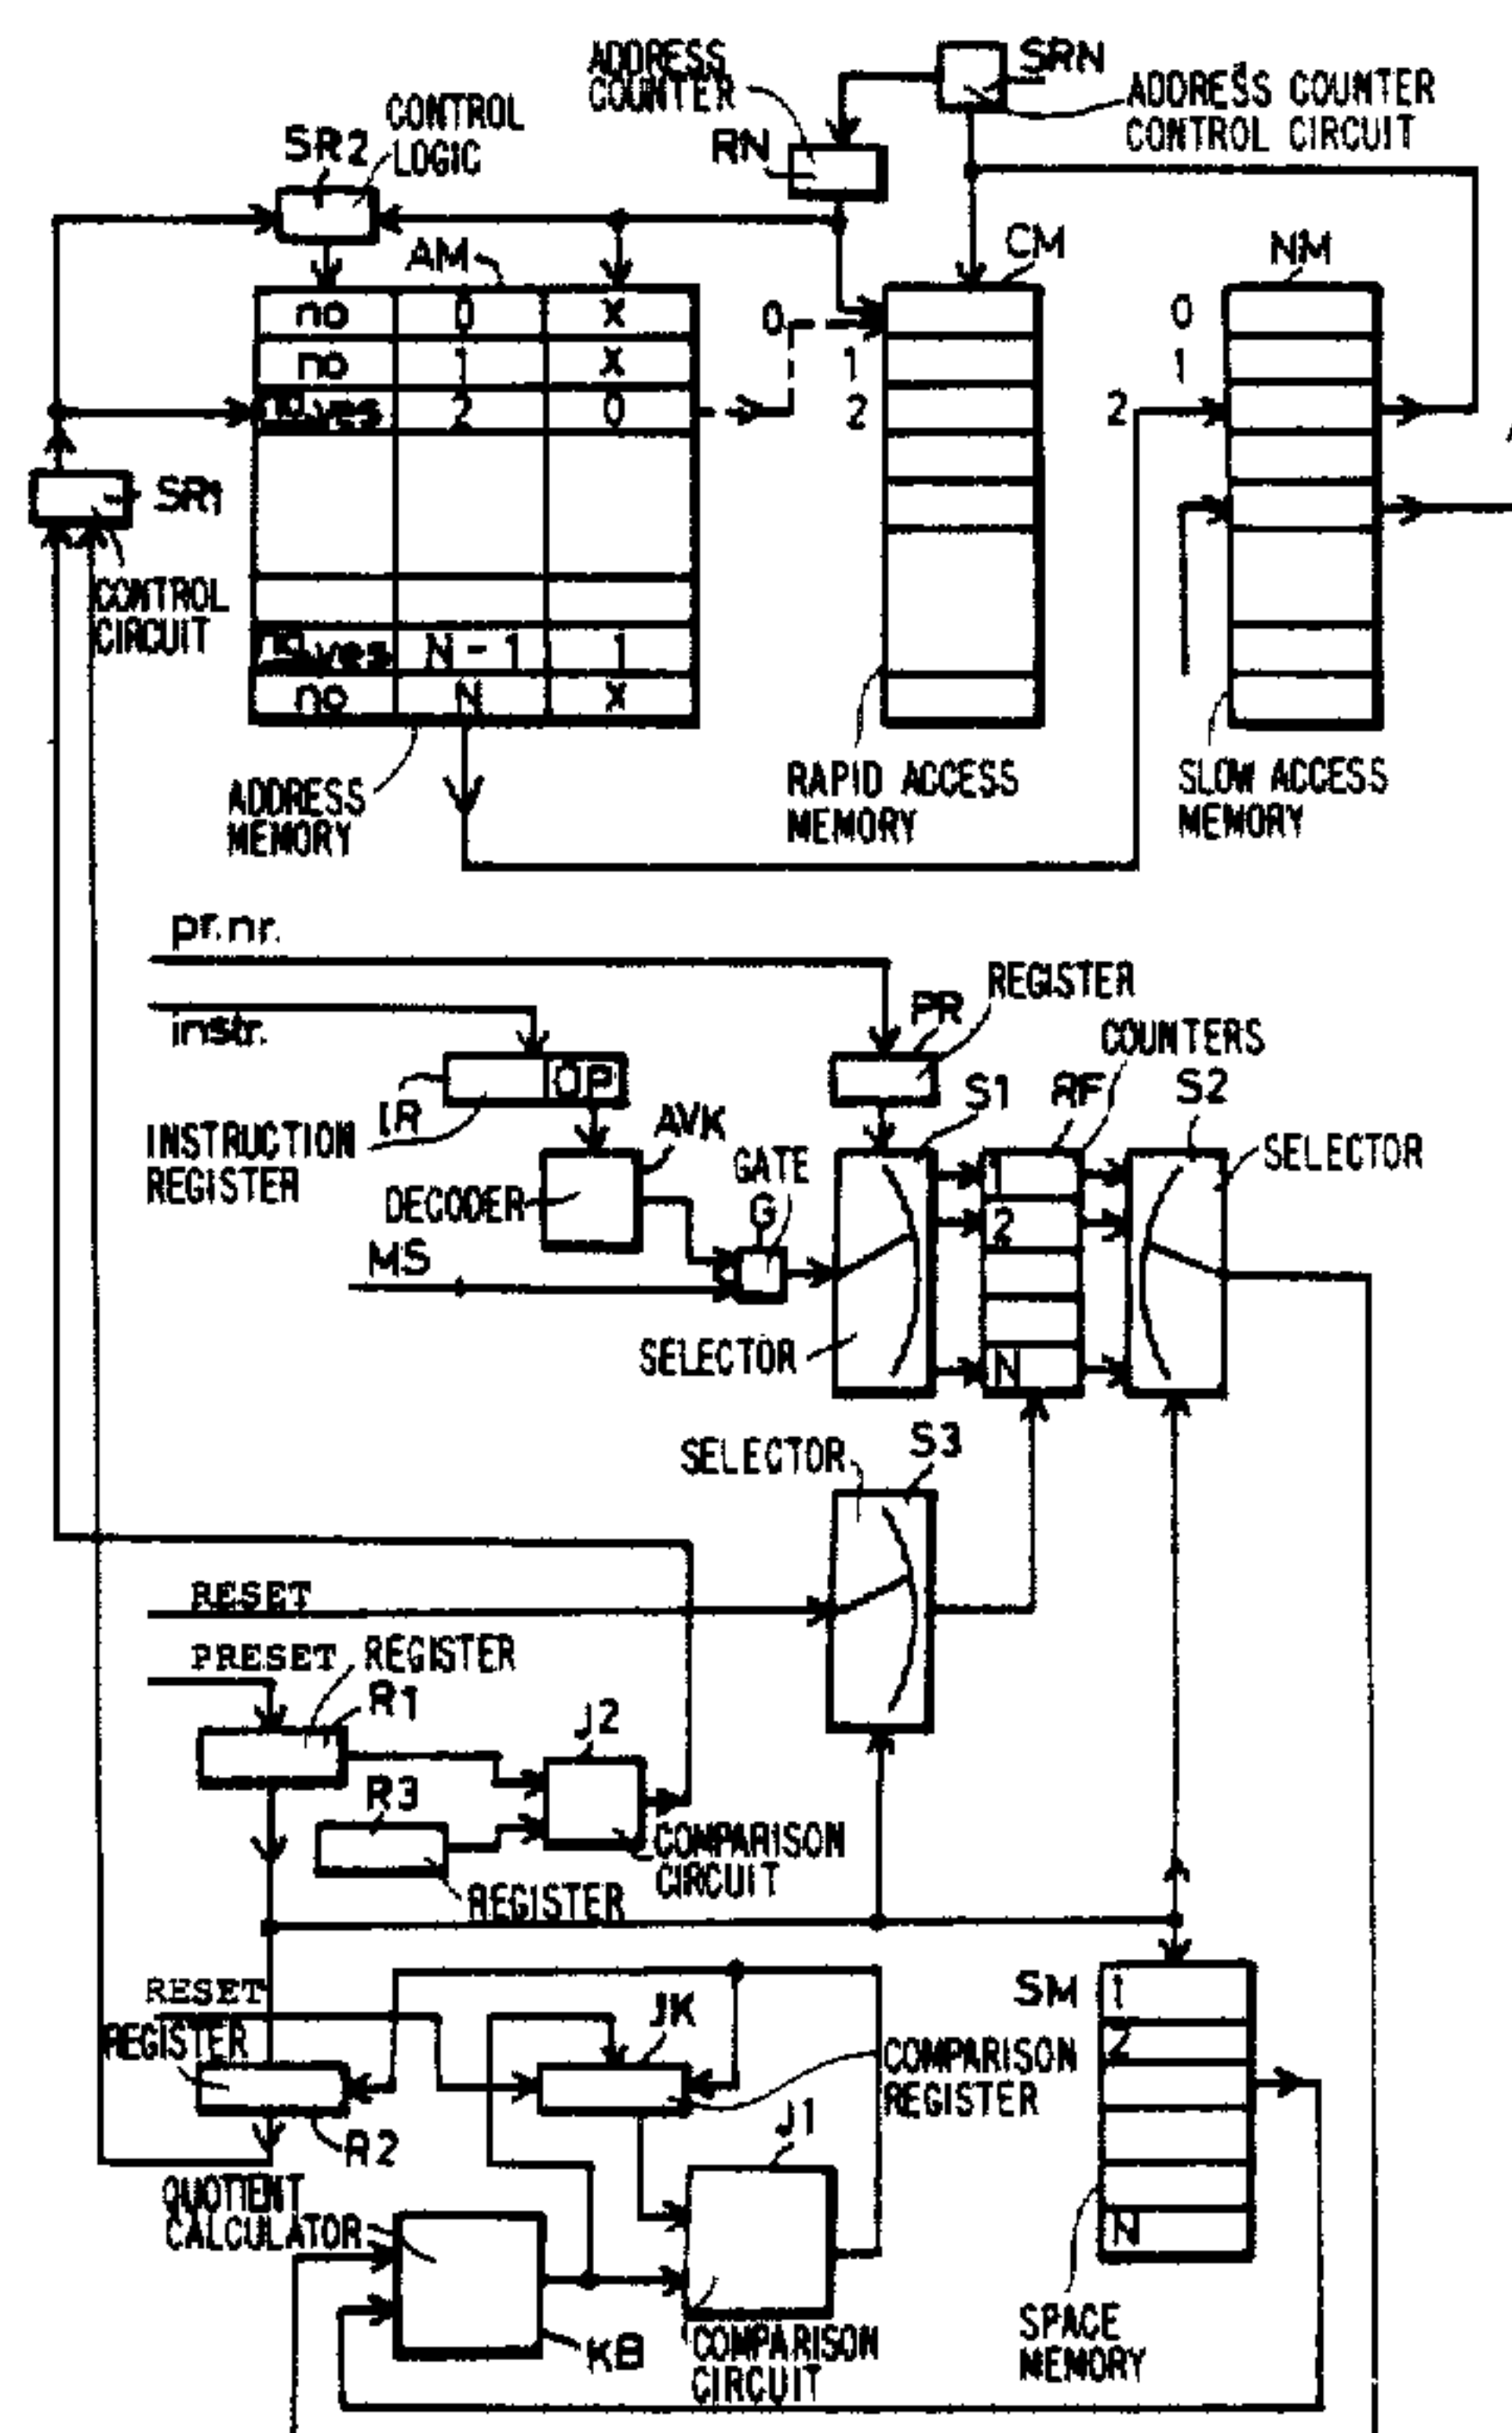 ADDRESS
COUNTER
SRN
ADDRESS COUNTER
CONTROL CIRCUIT
CONTROL
LOGIC
SR2
RN
AM
CM
NM
no 0 X
no 1 X
no yes 2 0
0
1
2
0
1
2
SR1
CONTROL
CIRCUIT
no yes N-1 1
no N X
ADDRESS
MEMORY
RAPID ACCESS
MEMORY
SLOW ACCESS
MEMORY
pr.nr.
instr.
REGISTER
PR
COUNTERS
OP
IR
INSTRUCTION
REGISTER
AVK
S1
RF
S2
SELECTOR
GATE
G
DECODER
MS
1
2
N
SELECTOR
SELECTOR
S3
RESET
PRESET
REGISTER
R1
J2
R3
COMPARISON
CIRCUIT
REGISTER
RESET
REGISTER
JK
SM
1
2
N
COMPARISON
REGISTER
R2
J1
QUOTIENT
CALCULATOR
KB
COMPARISON
CIRCUIT
SPACE
MEMORY